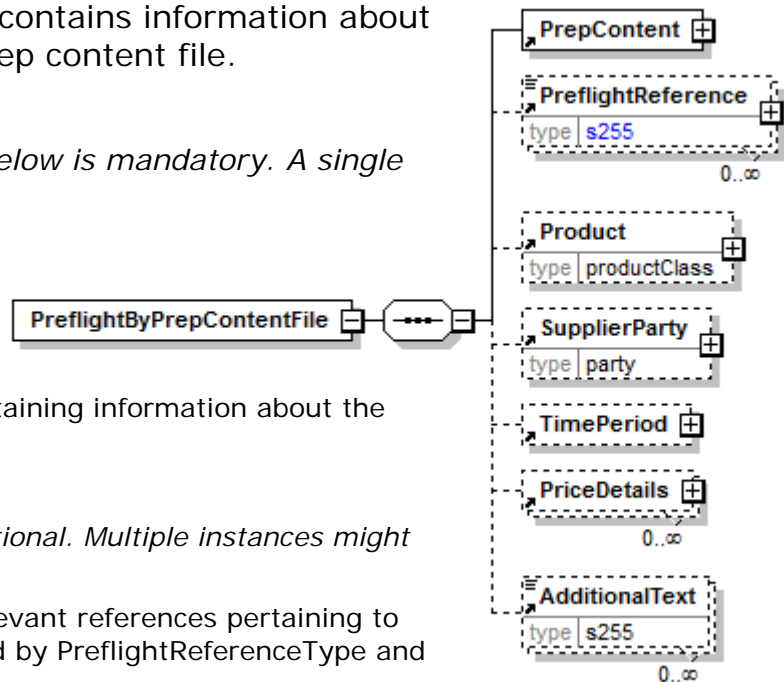 contains information about
ep content file.
elow is mandatory. A single
taining information about the
tional. Multiple instances might
evant references pertaining to
d by PreflightReferenceType and
PreflightByPrepContentFile
PrepContent
PreflightReference
type s255
0..∞
Product
type productClass
SupplierParty
type party
TimePeriod
PriceDetails
0..∞
AdditionalText
type s255
0..∞